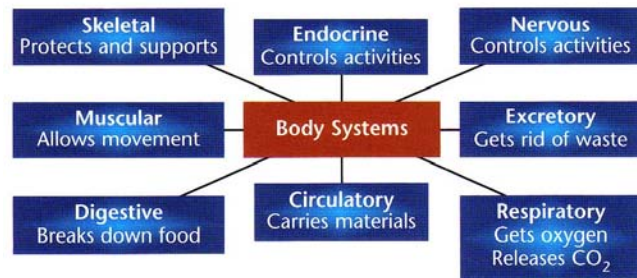 Skeletal
Protects and supports
Endocrine
Controls activities
Nervous
Controls activities
Muscular
Allows movement
Body Systems
Excretory
Gets rid of waste
Digestive
Breaks down food
Circulatory
Carries materials
Respiratory
Gets oxygen
Releases CO₂